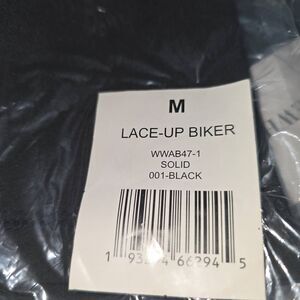 M
LACE-UP BIKER
WWAB47-1
SOLID
001-BLACK